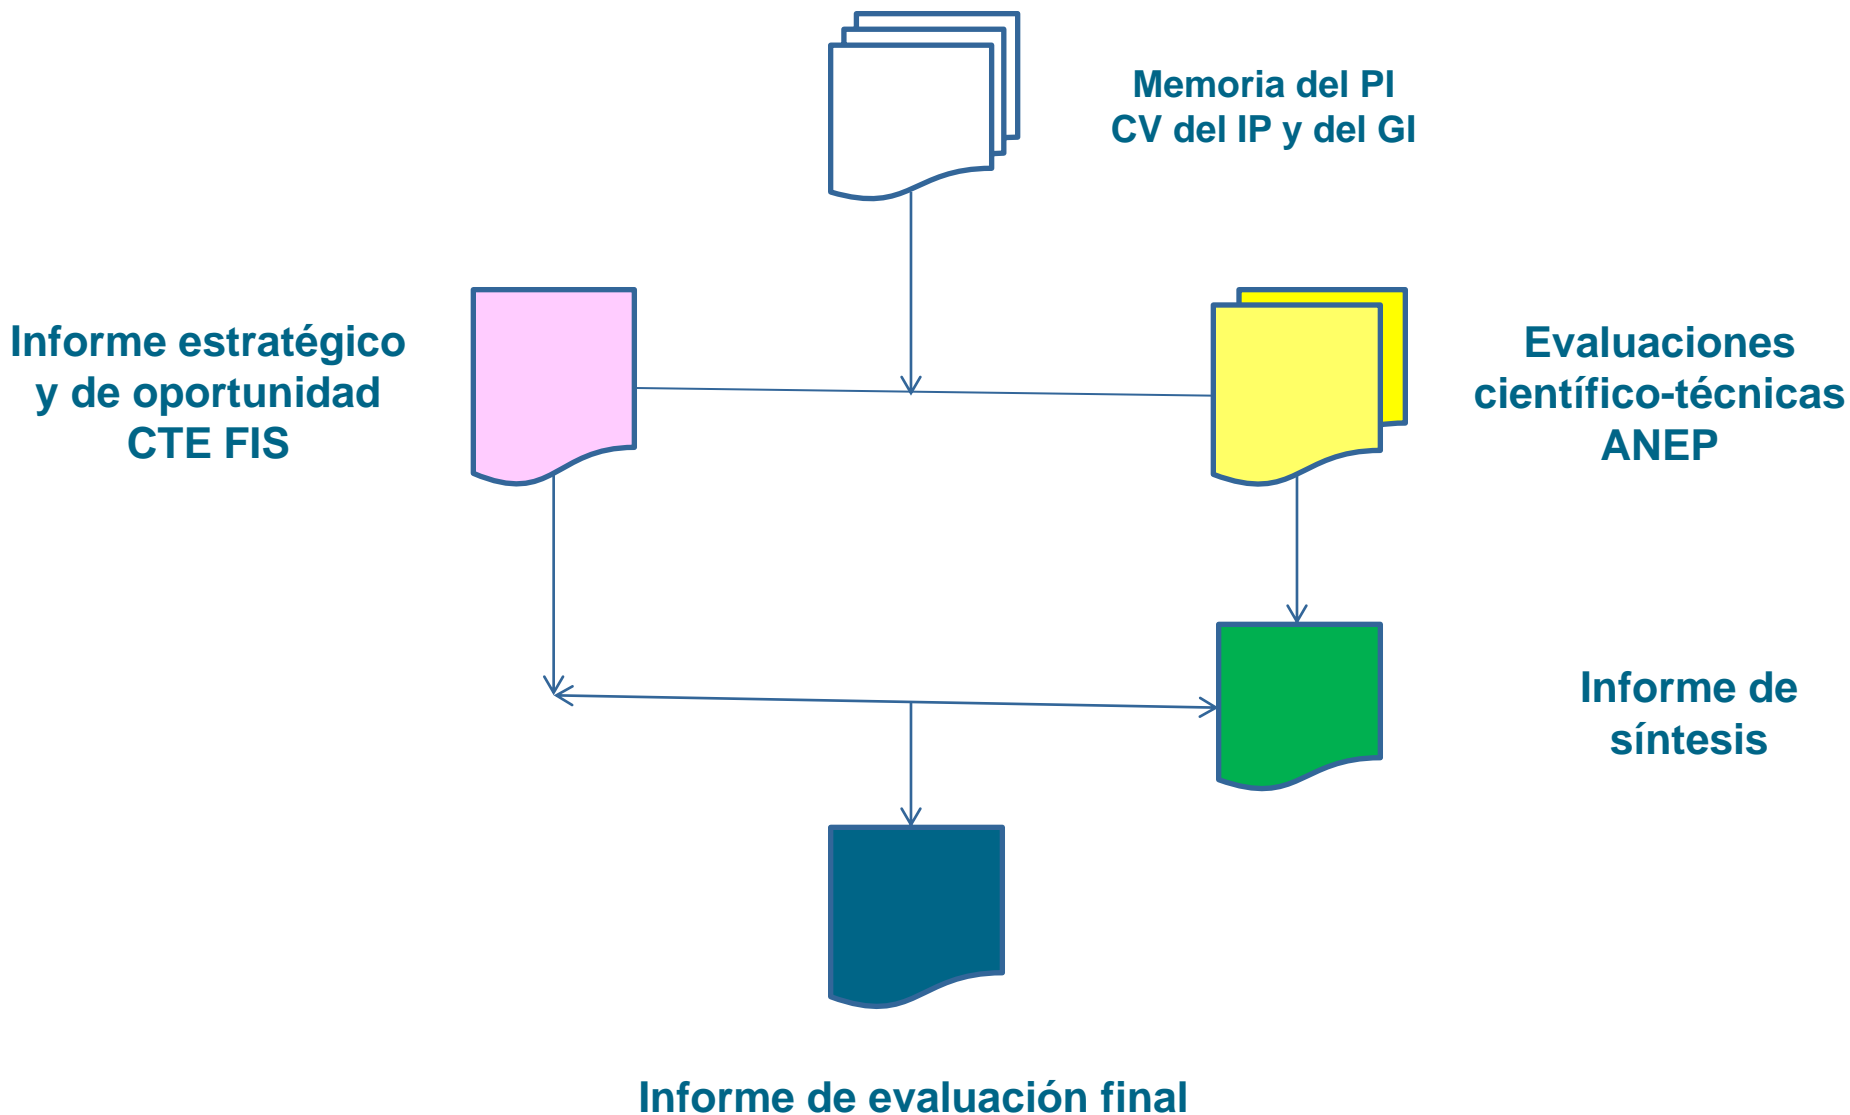 Memoria del PI
CV del IP y del GI
Informe estratégico
y de oportunidad
CTE FIS
Evaluaciones
científico-técnicas
ANEP
Informe de
síntesis
Informe de evaluación final